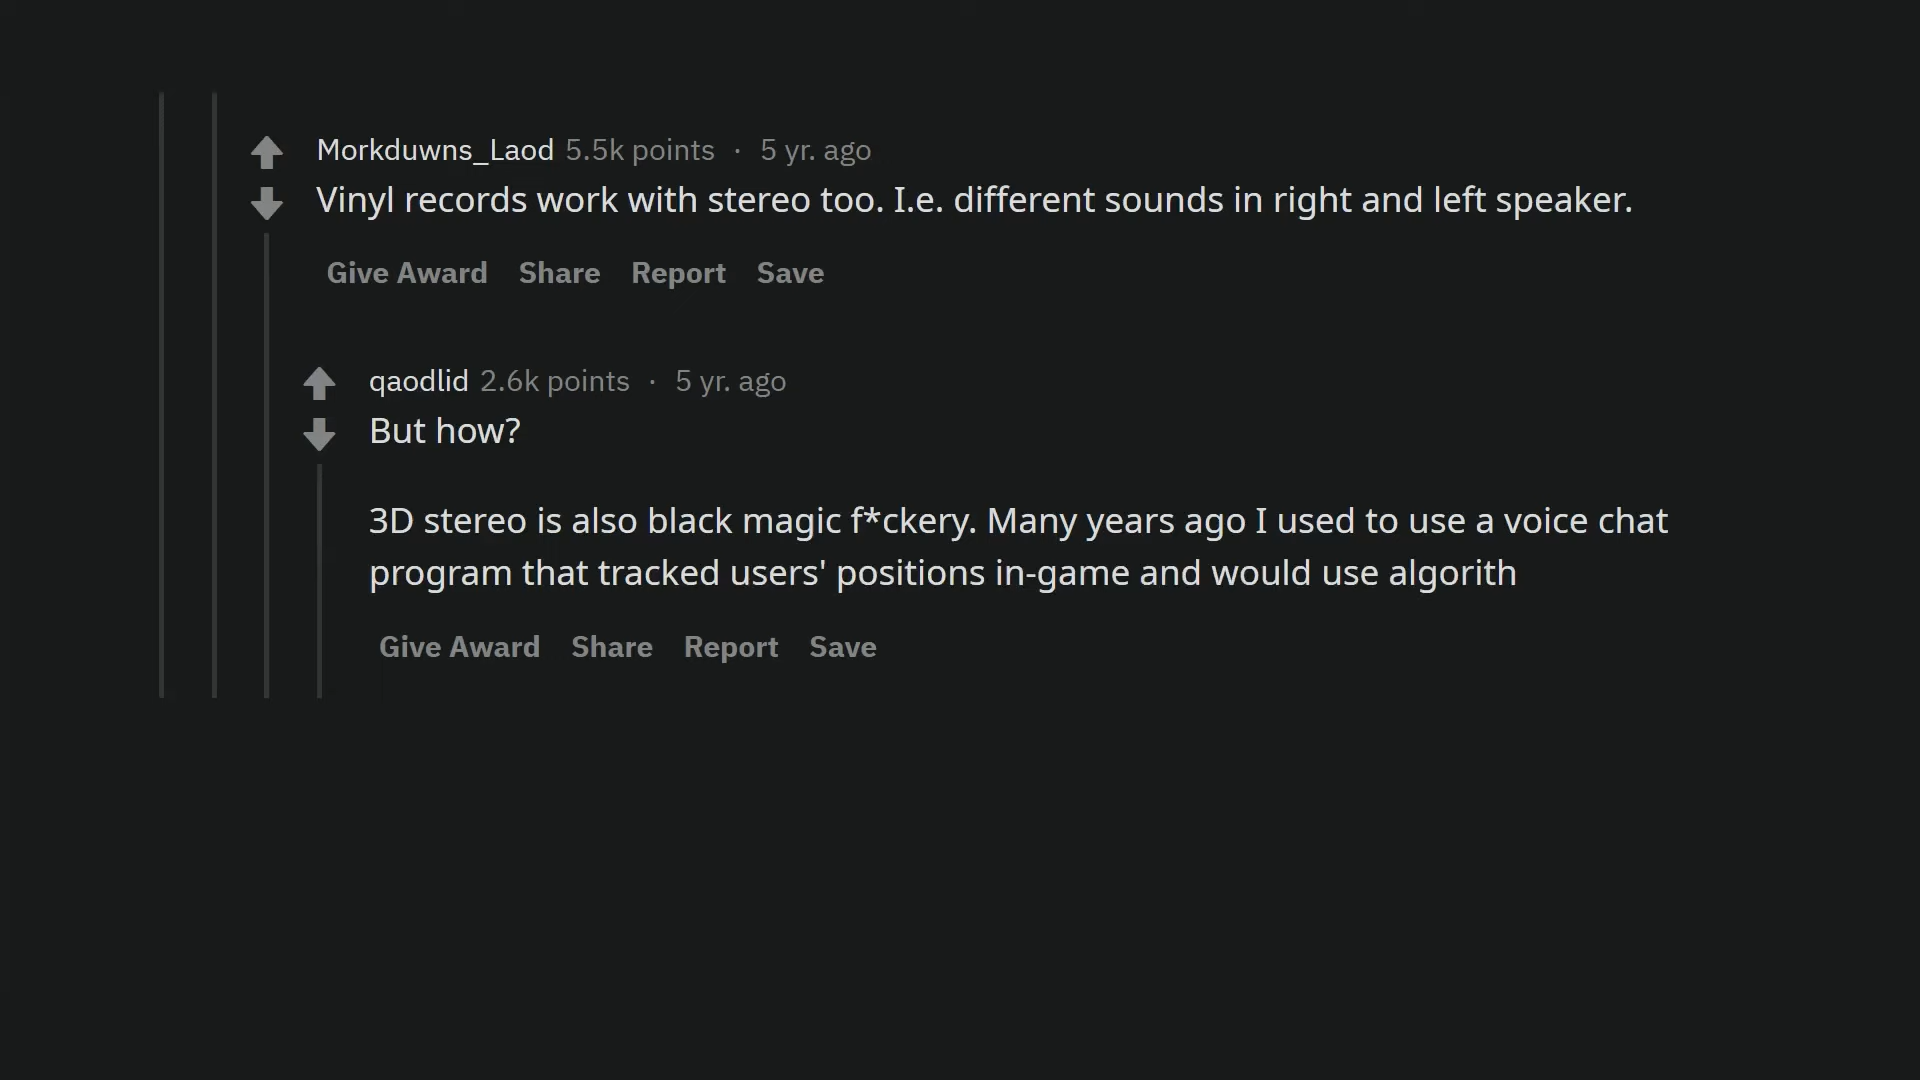 Morkduwns_Laod 5.5k points · 5 yr. ago
Vinyl records work with stereo too. I.e. different sounds in right and left speaker.
Give Award Share Report Save
qaodlid 2.6k points · 5 yr. ago
But how?
3D stereo is also black magic f*ckery. Many years ago I used to use a voice chat
program that tracked users' positions in-game and would use algorith
Give Award Share Report Save